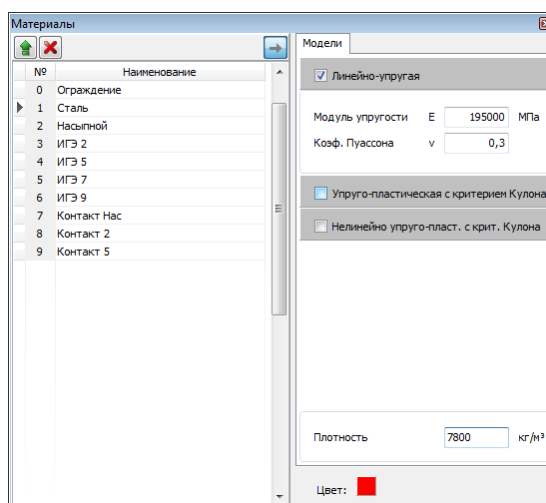 Материалы
№ Наименование
0 Ограждение
1 Сталь
2 Насыпной
3 ИГЭ 2
4 ИГЭ 5
5 ИГЭ 7
6 ИГЭ 9
7 Контакт Нас
8 Контакт 2
9 Контакт 5
Модели
Линейно-упругая
Модуль упругости E 195000 МПа
Коэф. Пуассона ν 0,3
Упруго-пластическая с критерием Кулона
Нелинейно упруго-пласт. с крит. Кулона
Плотность 7800 кг/м³
Цвет: